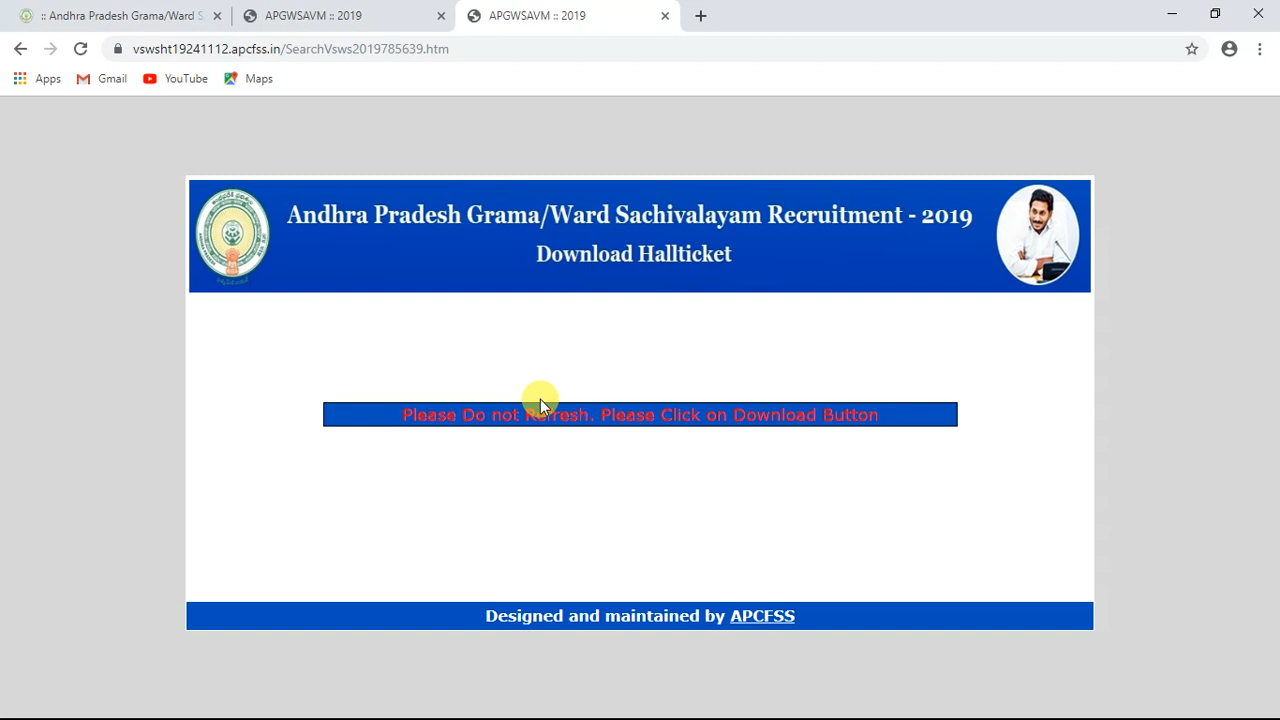 :: Andhra Pradesh Grama/Ward S
APGWSAVM :: 2019
APGWSAVM :: 2019
vswsht19241112.apcfss.in/SearchVsws2019785639.htm
Apps
Gmail
YouTube
Maps
Andhra Pradesh Grama/Ward Sachivalayam Recruitment - 2019
Download Hallticket
Please Do not Refresh. Please Click on Download Button
Designed and maintained by APCFSS